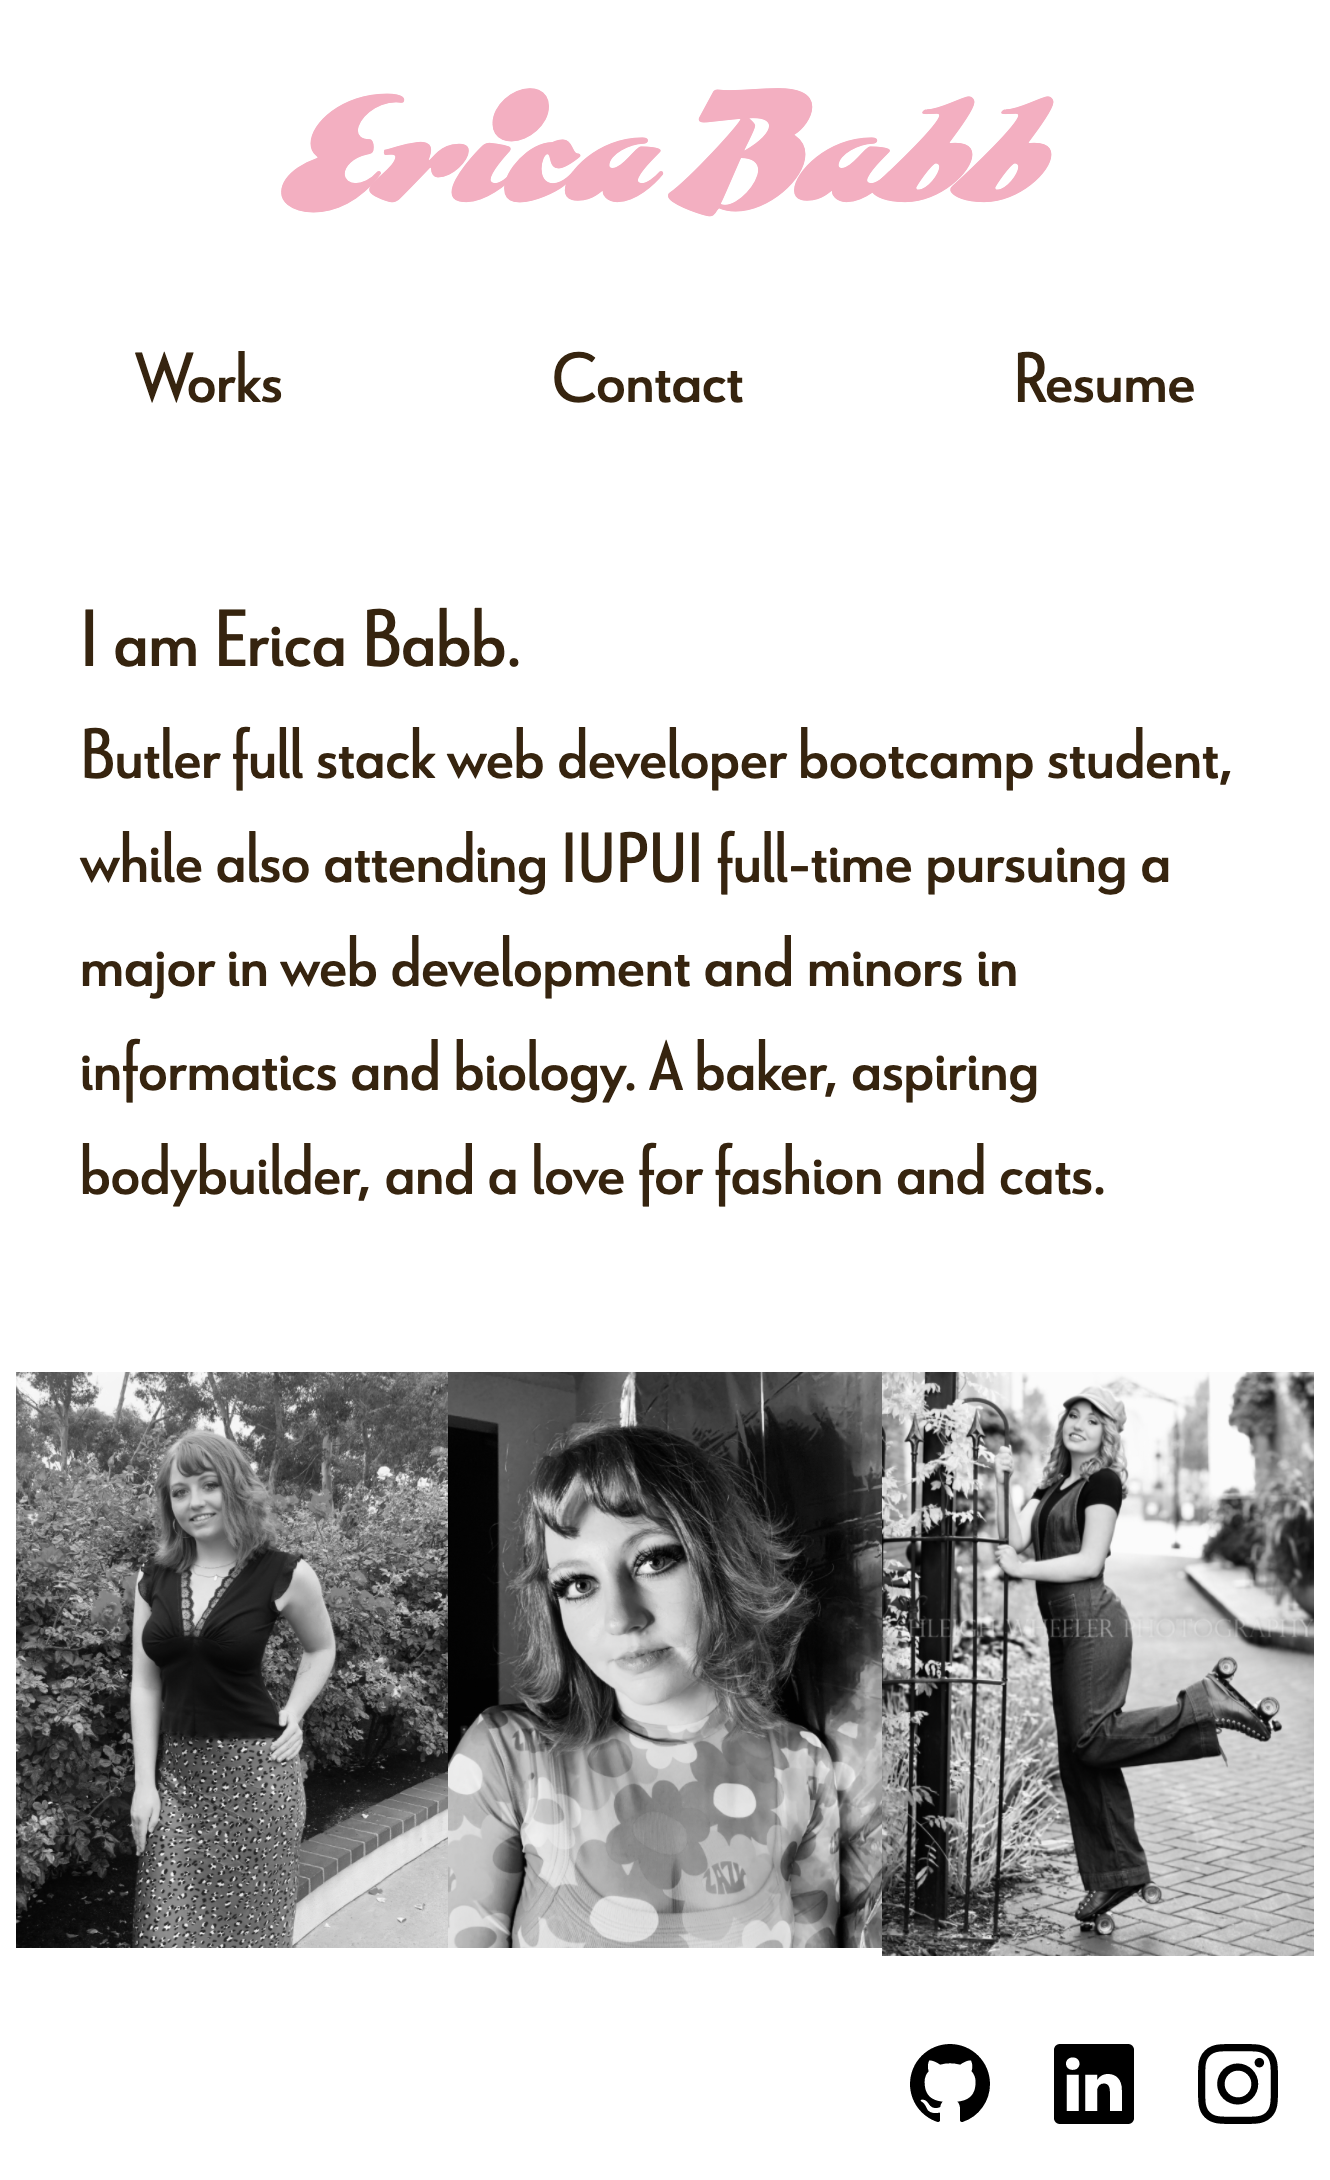 Erica Babb
Works Contact Resume
I am Erica Babb.
Butler full stack web developer bootcamp student,
while also attending IUPUI full-time pursuing a
major in web development and minors in
informatics and biology. A baker, aspiring
bodybuilder, and a love for fashion and cats.
WHEELER PHOTOGRAPHY
in